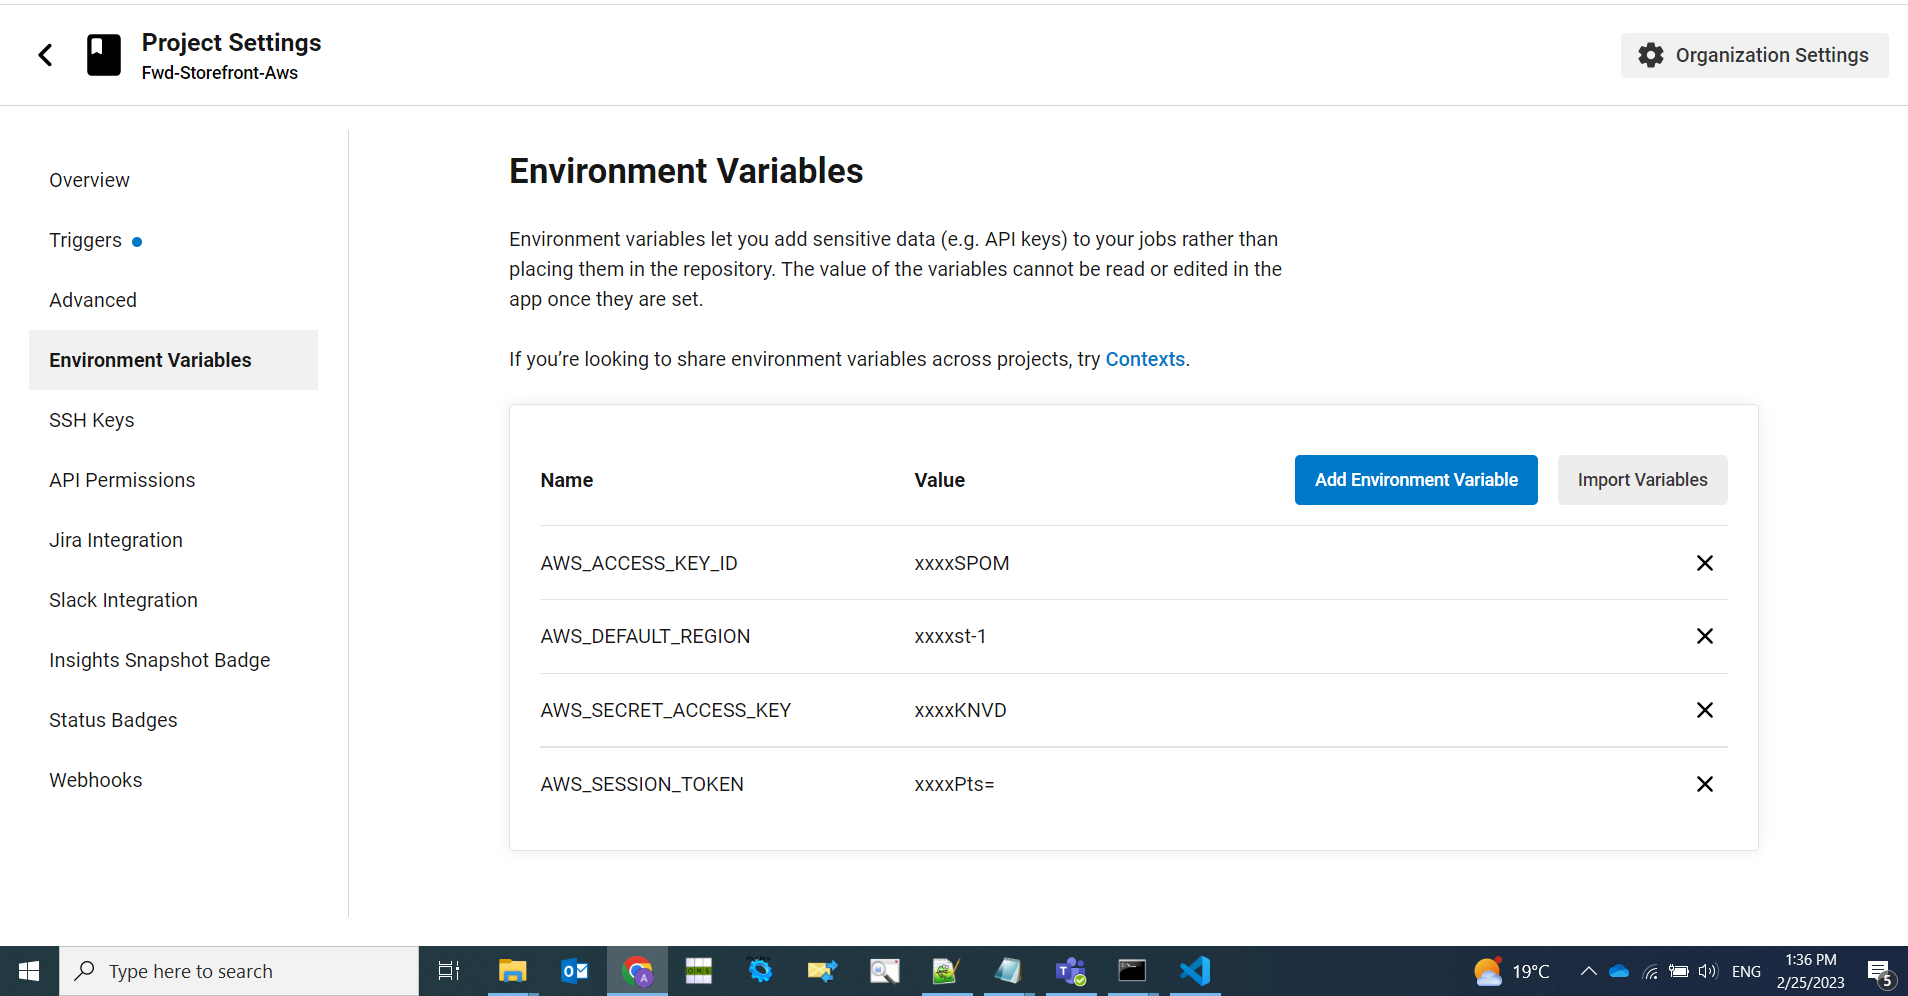 Project Settings
Fwd-Storefront-Aws
Organization Settings
Overview
Triggers
Advanced
Environment Variables
SSH Keys
API Permissions
Jira Integration
Slack Integration
Insights Snapshot Badge
Status Badges
Webhooks
Environment Variables
Environment variables let you add sensitive data (e.g. API keys) to your jobs rather than
placing them in the repository. The value of the variables cannot be read or edited in the
app once they are set.
If you’re looking to share environment variables across projects, try Contexts.
Name Value Add Environment Variable Import Variables
AWS_ACCESS_KEY_ID xxxxSPOM
AWS_DEFAULT_REGION xxxxst-1
AWS_SECRET_ACCESS_KEY xxxxKNVD
AWS_SESSION_TOKEN xxxxPts=
Type here to search
19°C
ENG
1:36 PM
2/25/2023
5